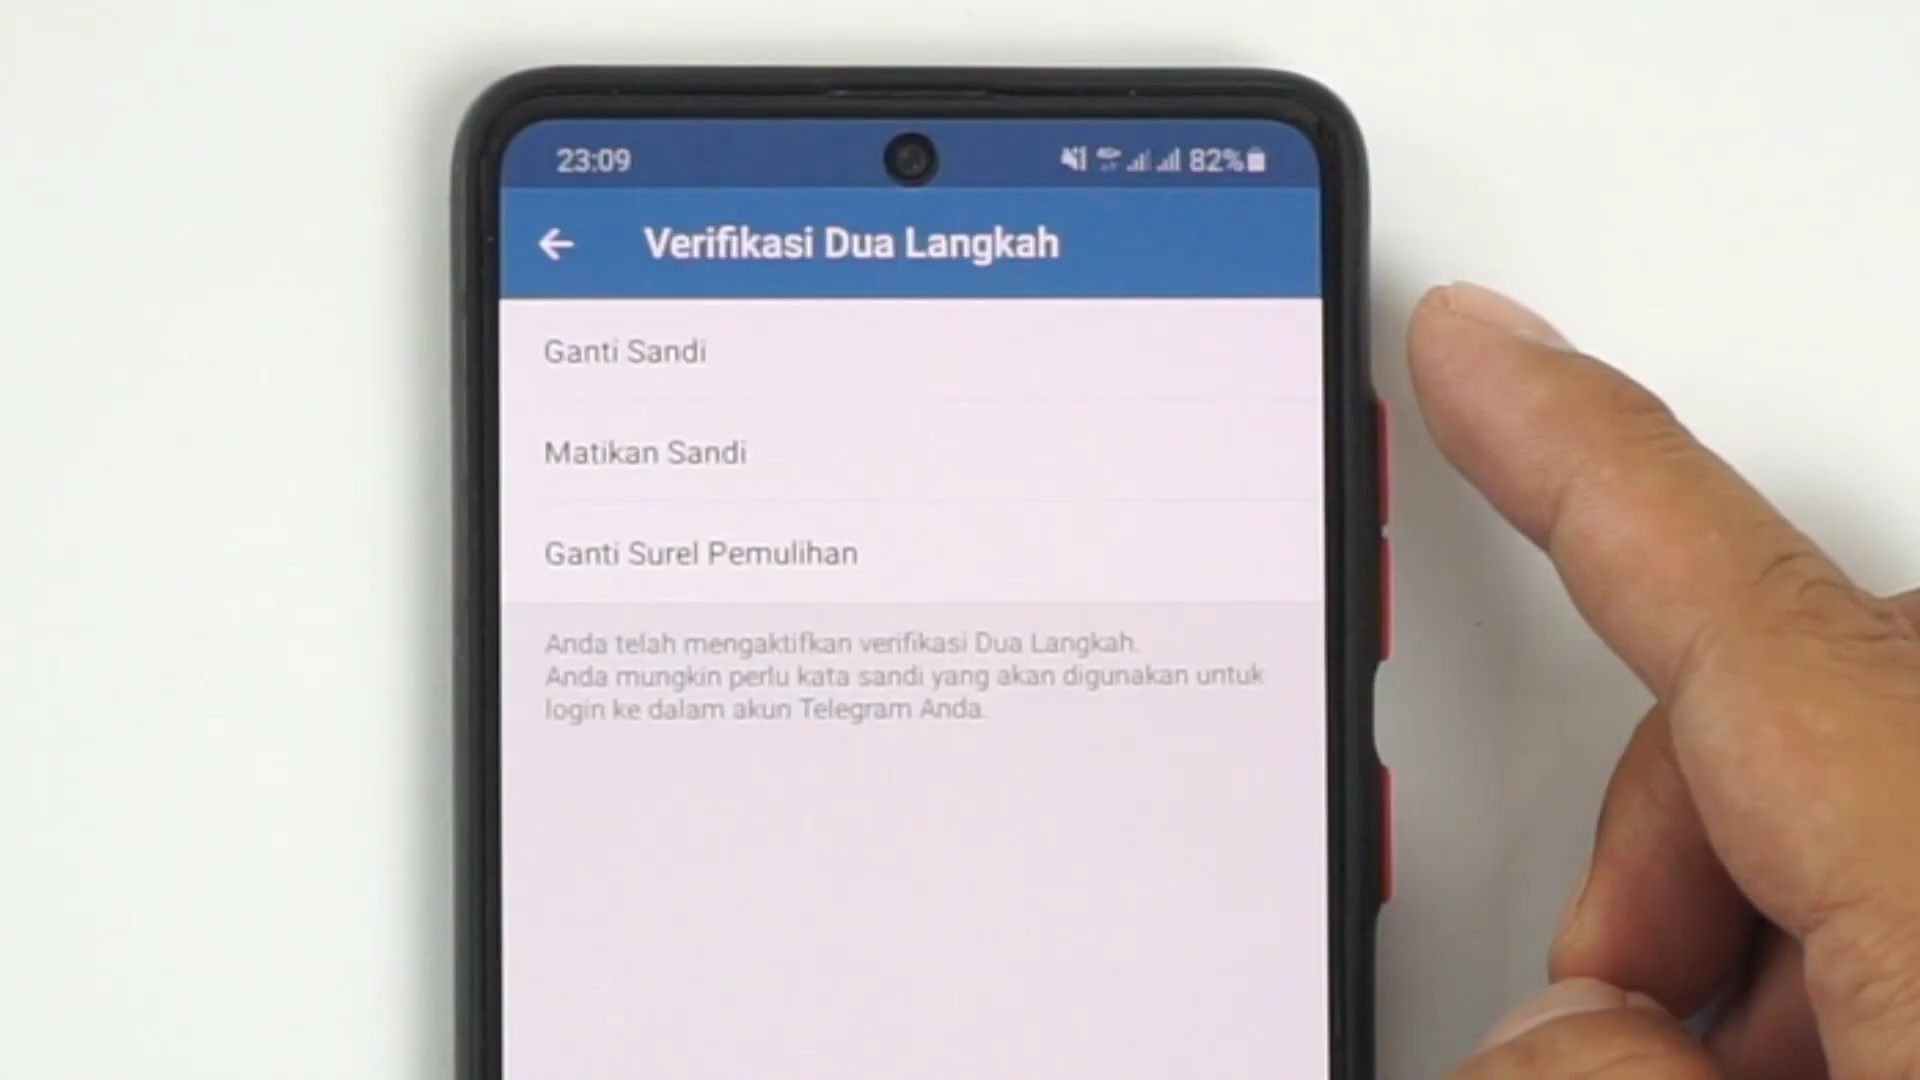 23:09
82%
Verifikasi Dua Langkah
Ganti Sandi
Matikan Sandi
Ganti Surel Pemulihan
Anda telah mengaktifkan verifikasi Dua Langkah.
Anda mungkin perlu kata sandi yang akan digunakan untuk
login ke dalam akun Telegram Anda.